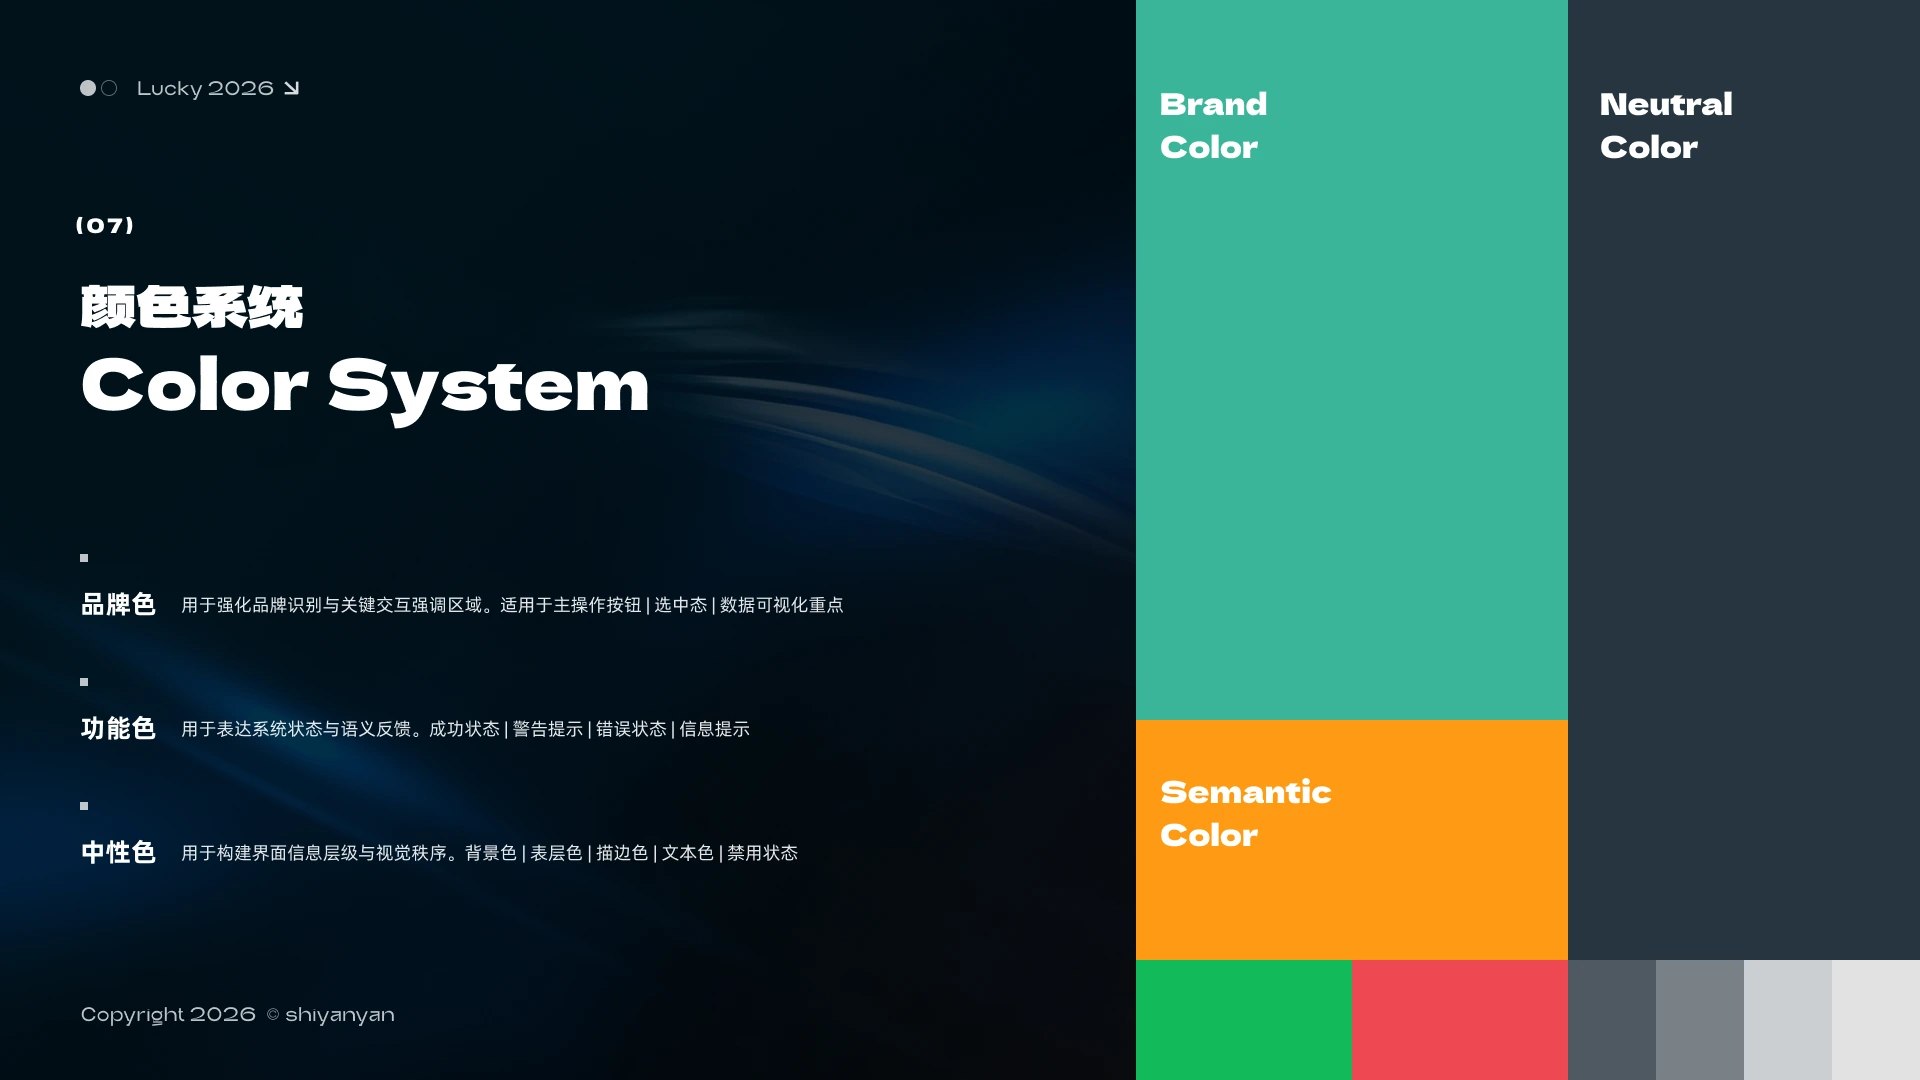 Lucky 2026
(07)
颜色系统
Color System
品牌色 用于强化品牌识别与关键交互强调区域。适用于主操作按钮 | 选中态 | 数据可视化重点
功能色 用于表达系统状态与语义反馈。成功状态 | 警告提示 | 错误状态 | 信息提示
中性色 用于构建界面信息层级与视觉秩序。背景色 | 表层色 | 描边色 | 文本色 | 禁用状态
Copyright 2026 © shiyanyan
Brand
Color
Semantic
Color
Neutral
Color